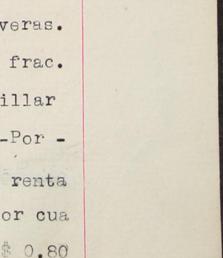 veras.
frac.
illar
-Por -
renta
or cua
$ 0.80